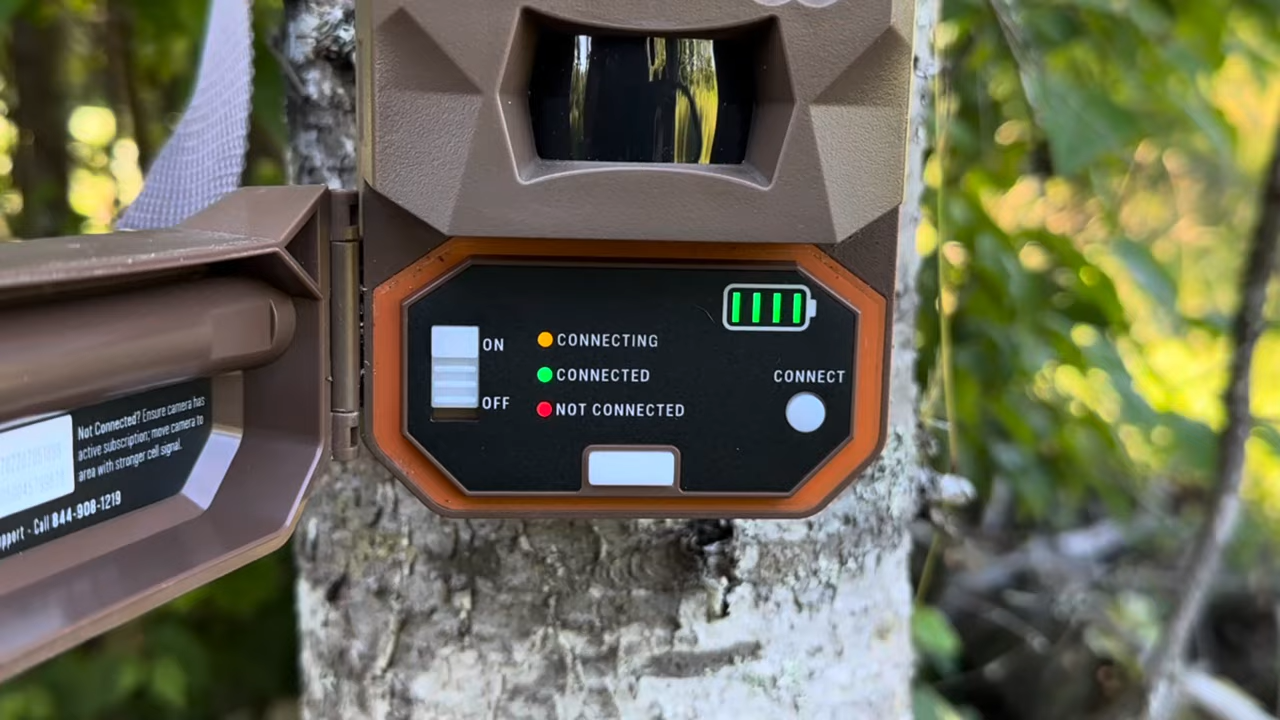 ON
OFF
CONNECTING
CONNECTED
NOT CONNECTED
CONNECT
Not Connected? Ensure camera has
active subscription; move camera to
area with stronger cell signal.
Call 844-908-1219